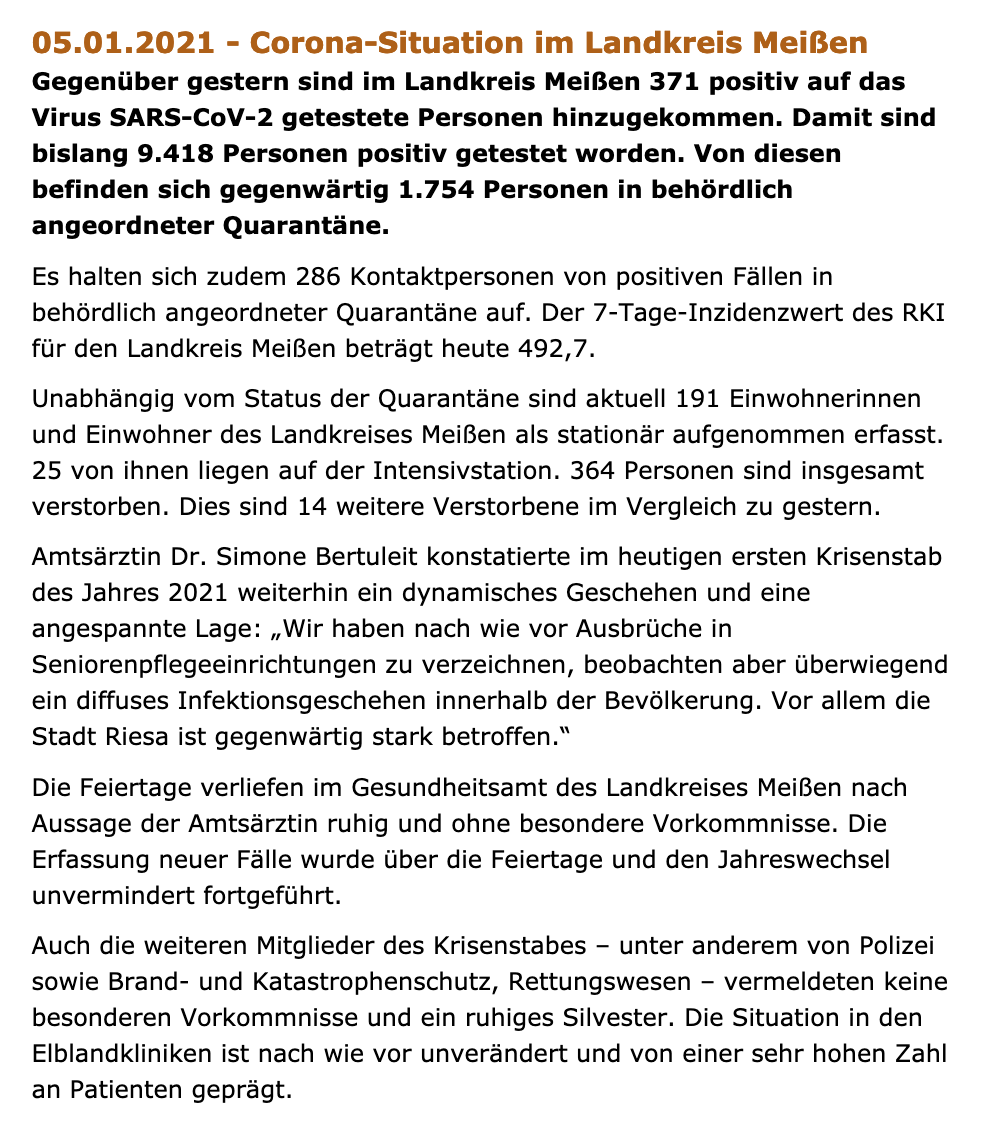 05.01.2021 - Corona-Situation im Landkreis Meißen
Gegenüber gestern sind im Landkreis Meißen 371 positiv auf das
Virus SARS-CoV-2 getestete Personen hinzugekommen. Damit sind
bislang 9.418 Personen positiv getestet worden. Von diesen
befinden sich gegenwärtig 1.754 Personen in behördlich
angeordneter Quarantäne.
Es halten sich zudem 286 Kontaktpersonen von positiven Fällen in
behördlich angeordneter Quarantäne auf. Der 7-Tage-Inzidenzwert des RKI
für den Landkreis Meißen beträgt heute 492,7.
Unabhängig vom Status der Quarantäne sind aktuell 191 Einwohnerinnen
und Einwohner des Landkreises Meißen als stationär aufgenommen erfasst.
25 von ihnen liegen auf der Intensivstation. 364 Personen sind insgesamt
verstorben. Dies sind 14 weitere Verstorbene im Vergleich zu gestern.
Amtsärztin Dr. Simone Bertuleit konstatierte im heutigen ersten Krisenstab
des Jahres 2021 weiterhin ein dynamisches Geschehen und eine
angespannte Lage: „Wir haben nach wie vor Ausbrüche in
Seniorenpflegeeinrichtungen zu verzeichnen, beobachten aber überwiegend
ein diffuses Infektionsgeschehen innerhalb der Bevölkerung. Vor allem die
Stadt Riesa ist gegenwärtig stark betroffen.“
Die Feiertage verliefen im Gesundheitsamt des Landkreises Meißen nach
Aussage der Amtsärztin ruhig und ohne besondere Vorkommnisse. Die
Erfassung neuer Fälle wurde über die Feiertage und den Jahreswechsel
unvermindert fortgeführt.
Auch die weiteren Mitglieder des Krisenstabes – unter anderem von Polizei
sowie Brand- und Katastrophenschutz, Rettungswesen – vermeldeten keine
besonderen Vorkommnisse und ein ruhiges Silvester. Die Situation in den
Elblandkliniken ist nach wie vor unverändert und von einer sehr hohen Zahl
an Patienten geprägt.